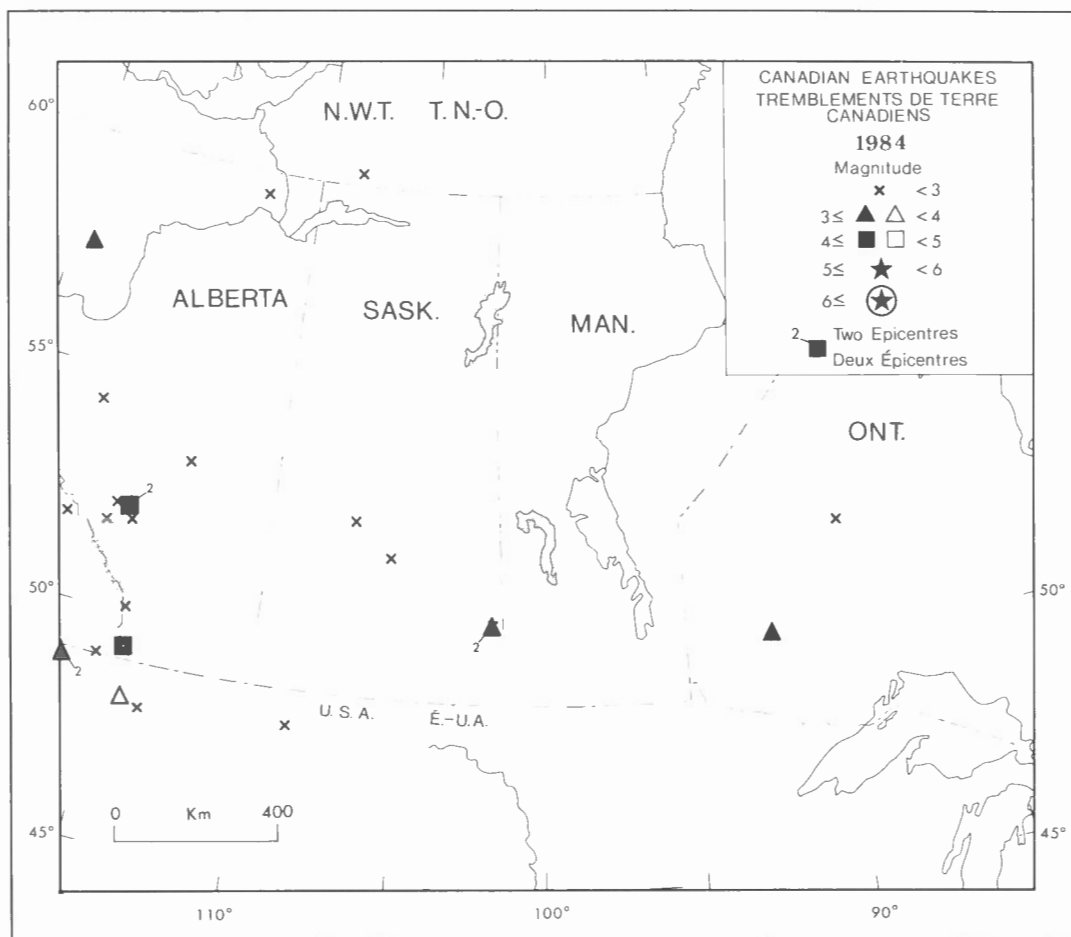 CANADIAN EARTHQUAKES
TREMBLEMENTS DE TERRE
CANADIENS
1984
Magnitude
< 3
3≤ < 4
4≤ < 5
5≤ < 6
6≤
2 Two Epicentres
Deux Épicentres
60°
N.W.T. T.N.-O.
ALBERTA
SASK.
MAN.
55°
ONT.
2
50°
50°
2
2
U.S.A. É.-U.A.
0 Km 400
45°
45°
110°
100°
90°